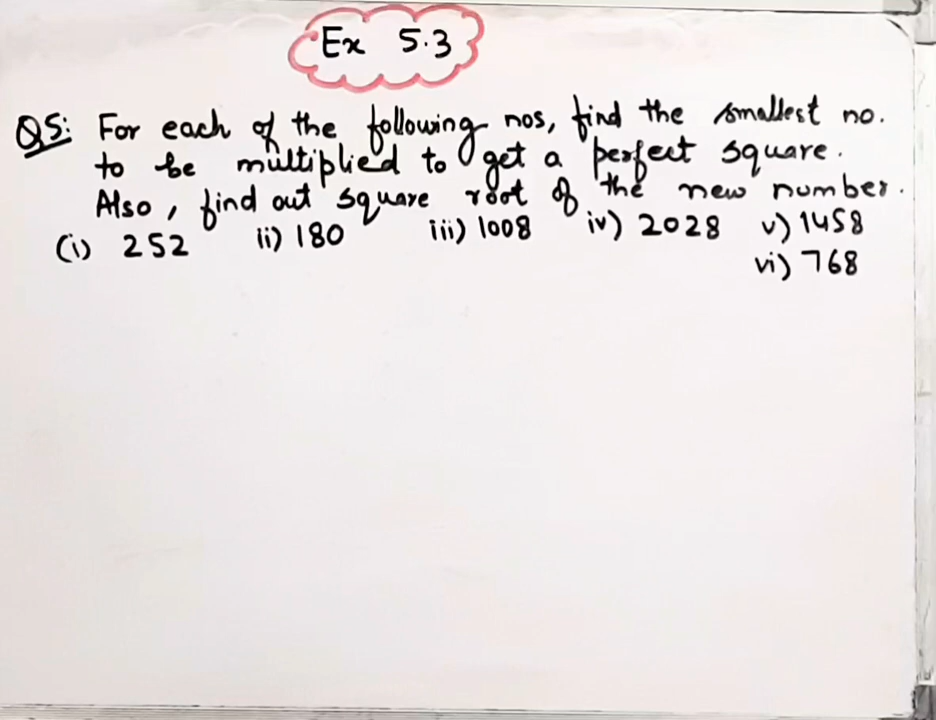 Ex 5.3
Q5: For each of the following nos, find the smallest no.
to be multiplied to get a perfect square.
Also, find out square root of the new number.
(i) 252 ii) 180 iii) 1008 iv) 2028 v) 1458
vi) 768